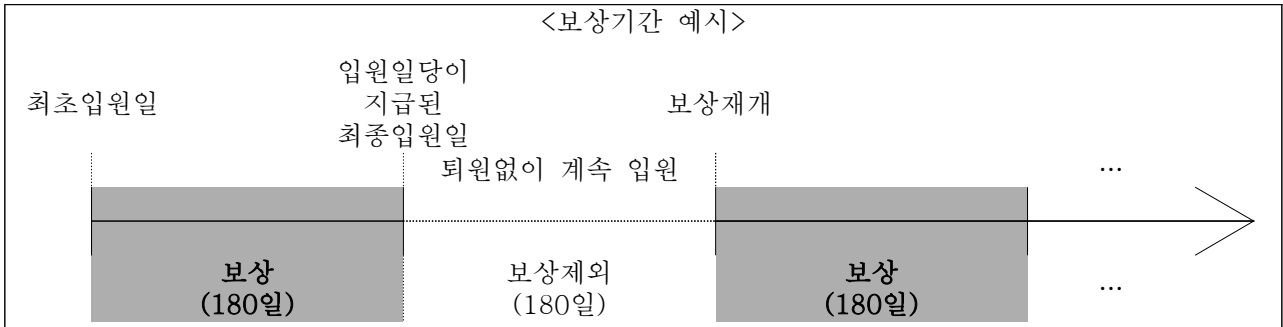 <보상기간 예시>
입원일당이
최초입원일 지급된 보상재개
최종입원일
퇴원없이 계속 입원 ...
보상 보상제외 보상 ...
(180일) (180일) (180일)